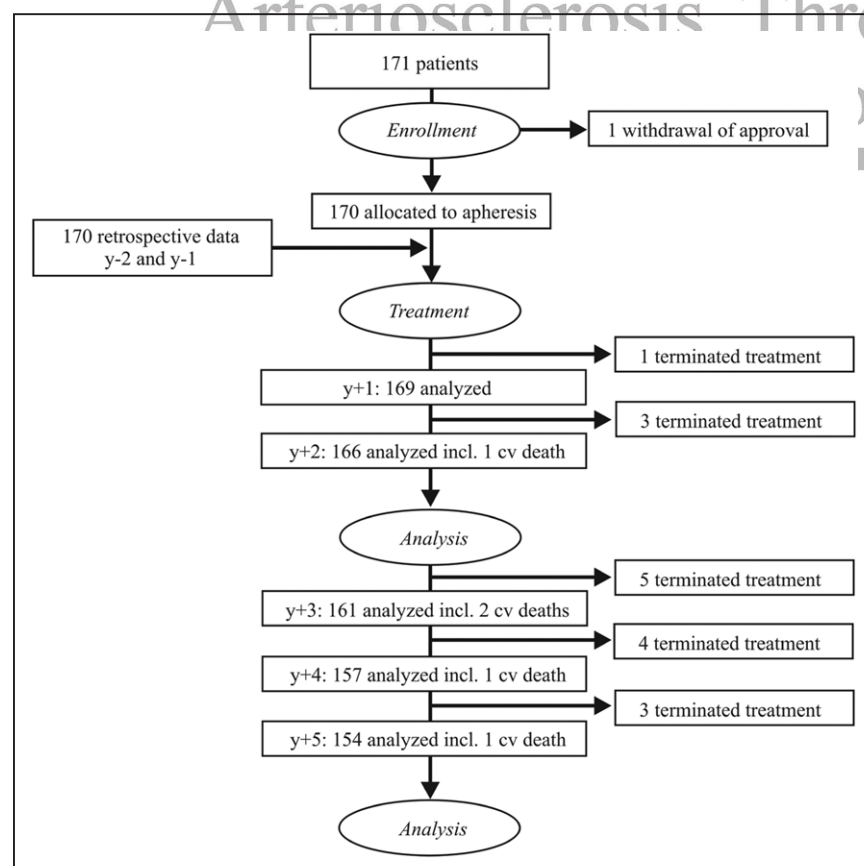 Arteriosclerosis, Thro
171 patients
Enrollment
1 withdrawal of approval
170 allocated to apheresis
170 retrospective data
y-2 and y-1
Treatment
1 terminated treatment
y+1: 169 analyzed
3 terminated treatment
y+2: 166 analyzed incl. 1 cv death
Analysis
5 terminated treatment
y+3: 161 analyzed incl. 2 cv deaths
4 terminated treatment
y+4: 157 analyzed incl. 1 cv death
3 terminated treatment
y+5: 154 analyzed incl. 1 cv death
Analysis